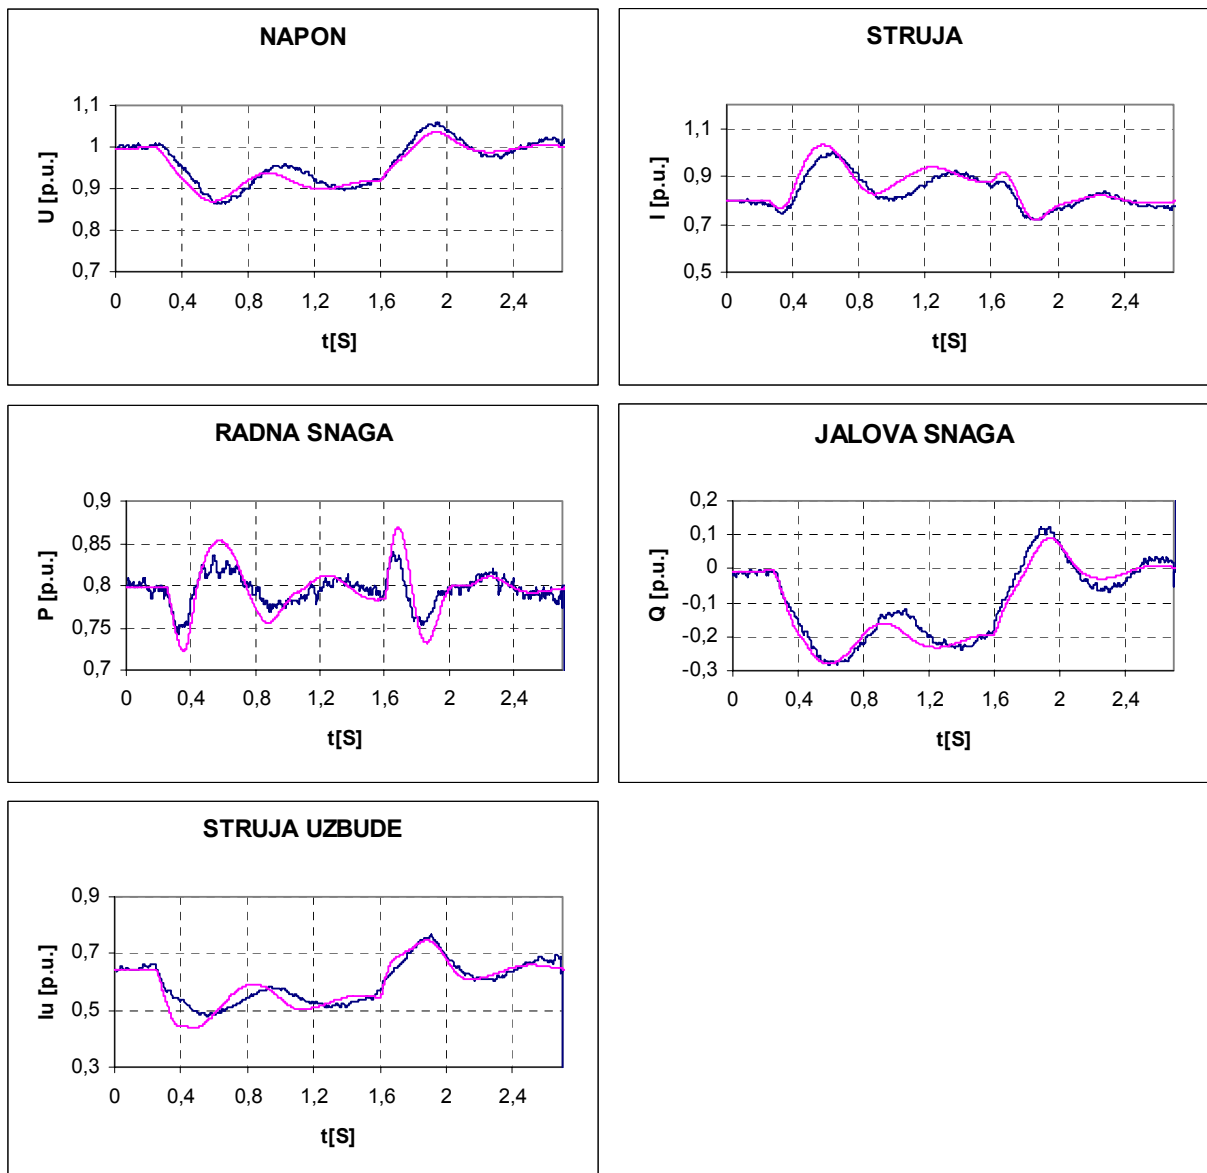 NAPON
U [p.u.]
1,1
1
0,9
0,8
0,7
0 0,4 0,8 1,2 1,6 2 2,4
t[S]
STRUJA
I [p.u.]
1,1
0,9
0,7
0,5
0 0,4 0,8 1,2 1,6 2 2,4
t[S]
RADNA SNAGA
P [p.u.]
0,9
0,85
0,8
0,75
0,7
0 0,4 0,8 1,2 1,6 2 2,4
t[S]
JALOVA SNAGA
Q [p.u.]
0,2
0,1
0
-0,1
-0,2
-0,3
0 0,4 0,8 1,2 1,6 2 2,4
t[S]
STRUJA UZBUDE
Iu [p.u.]
0,9
0,7
0,5
0,3
0 0,4 0,8 1,2 1,6 2 2,4
t[S]